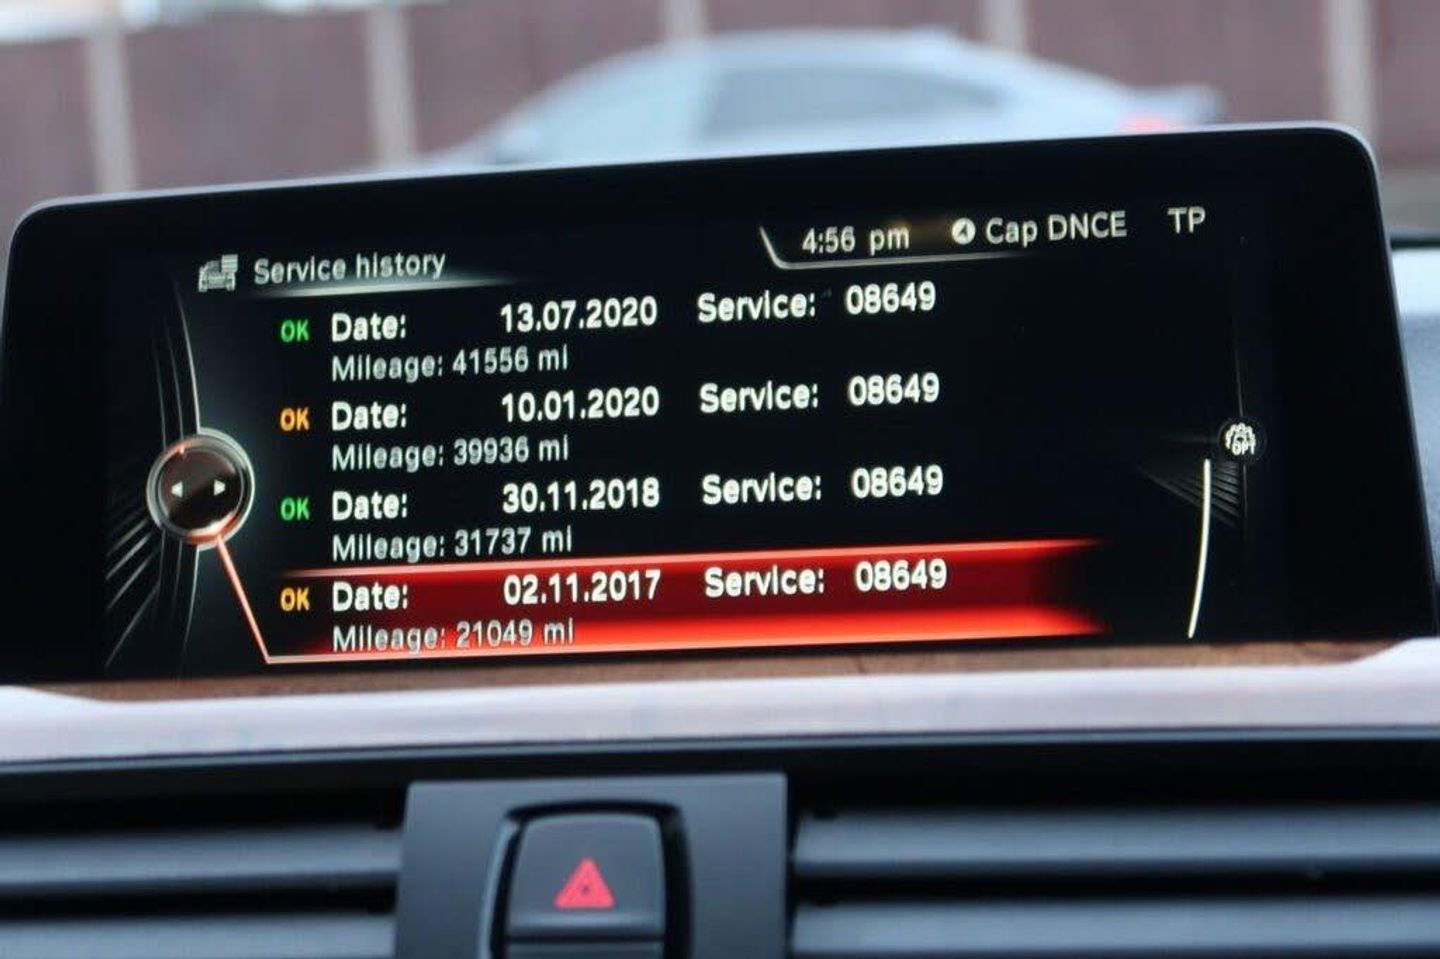 Service history 4:56 pm 4 Cap DNCE TP
OK Date: 13.07.2020 Service: 08649
Mileage: 41556 mi
OK Date: 10.01.2020 Service: 08649
Mileage: 39936 mi
OK Date: 30.11.2018 Service: 08649
Mileage: 31737 mi
OPT
OK Date: 02.11.2017 Service: 08649
Mileage: 21049 mi